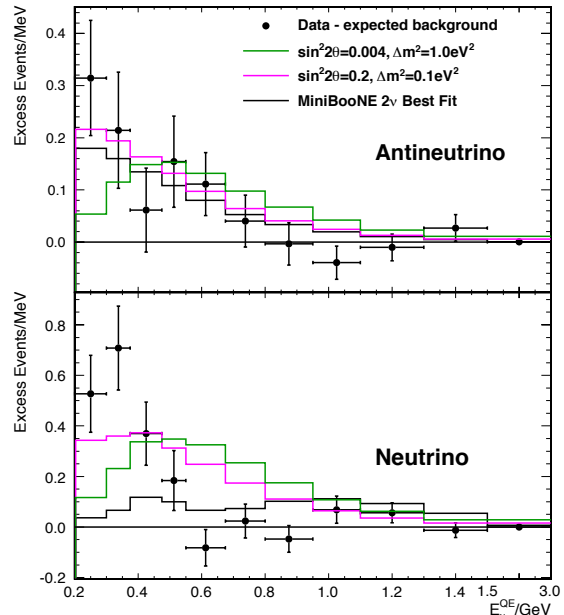 Excess Events/MeV
0.4
0.3
0.2
0.1
0.0
Data - expected background
sin²2θ=0.004, Δm²=1.0eV²
sin²2θ=0.2, Δm²=0.1eV²
MiniBooNE 2ν Best Fit
Antineutrino
Excess Events/MeV
0.8
0.6
0.4
0.2
0.0
-0.2
Neutrino
0.2 0.4 0.6 0.8 1.0 1.2 1.4 1.5 3.0
E QE/GeV